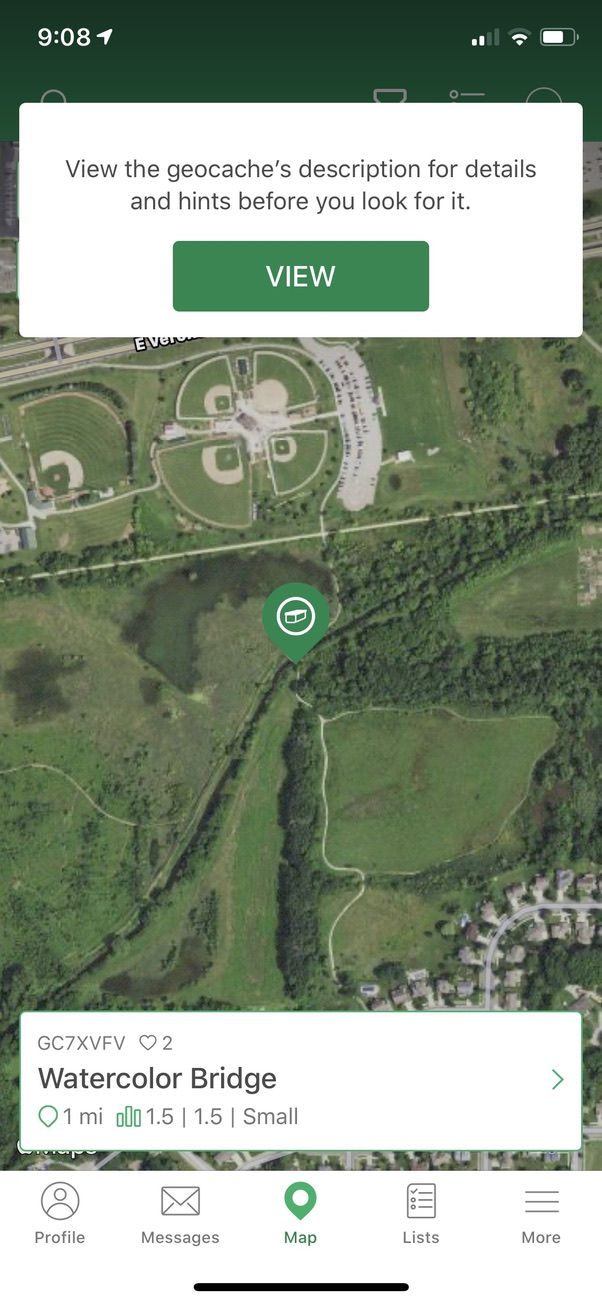 9:08
View the geocache's description for details
and hints before you look for it.
VIEW
GC7XVFV 2
Watercolor Bridge
1 mi 1.5 | 1.5 | Small
Profile Messages Map Lists More